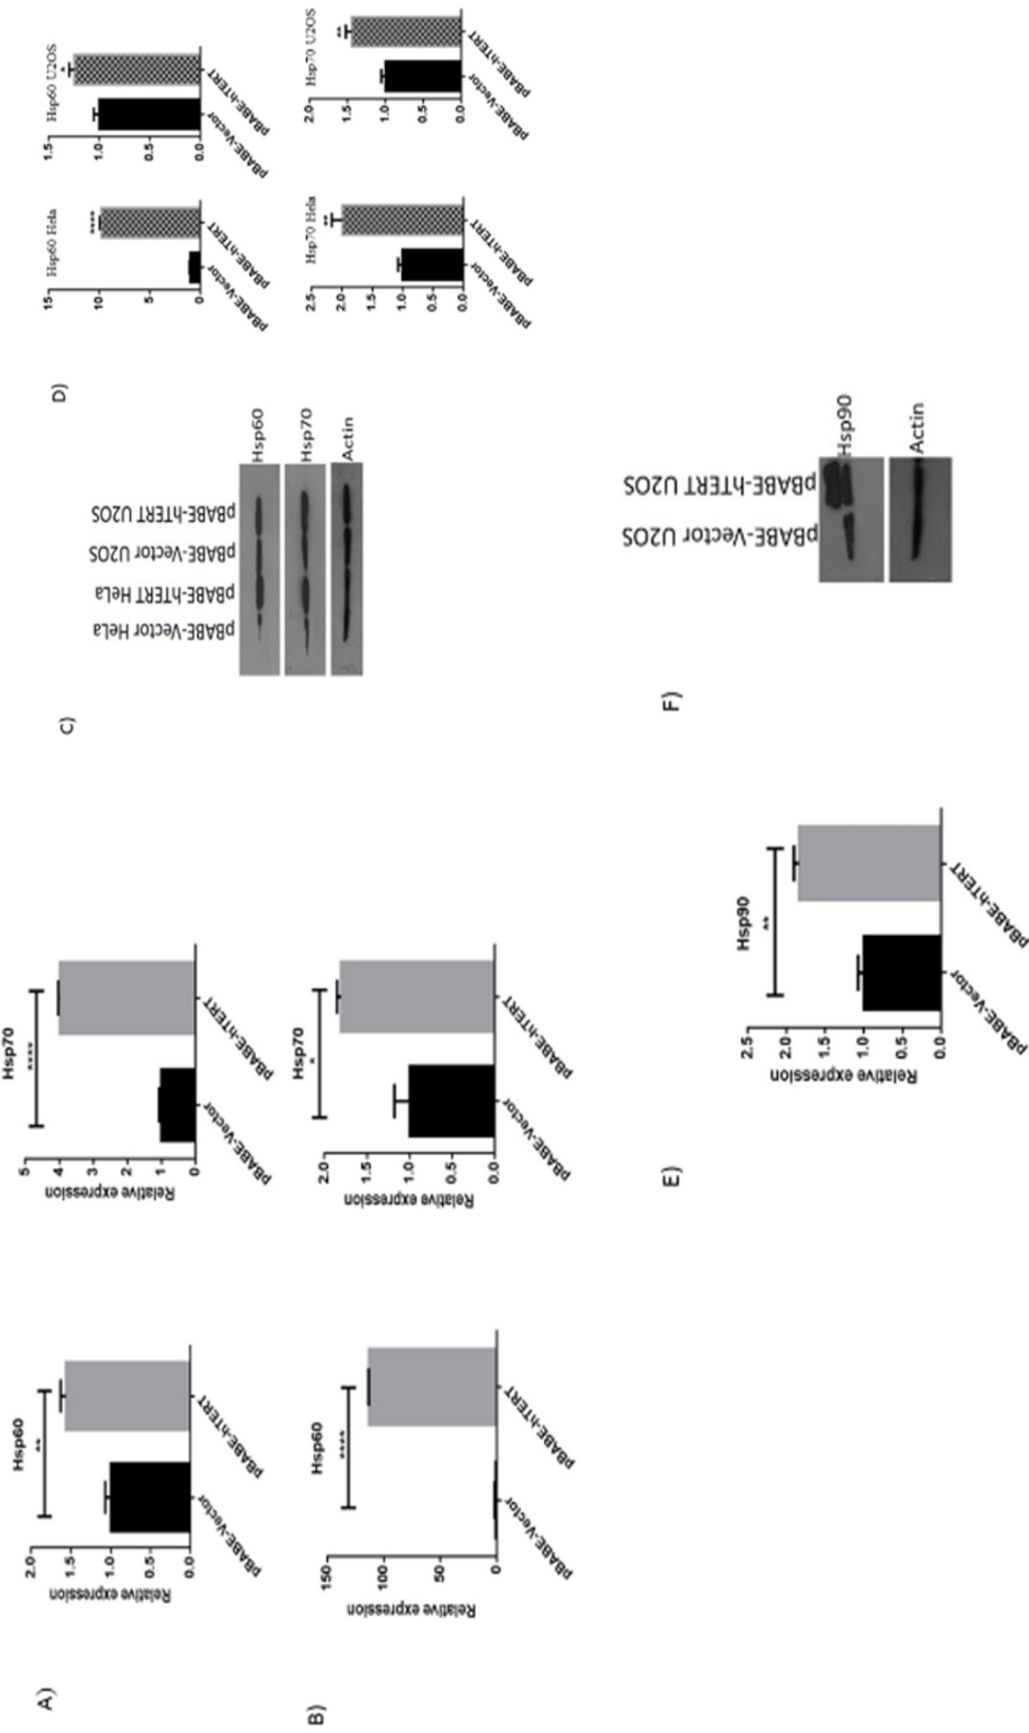 A)
Hsp60
**
Relative expression
2.0
1.5
1.0
0.5
0.0
pBABE-Vector
pBABE-hTERT
Hsp70
****
Relative expression
5
4
3
2
1
0
pBABE-Vector
pBABE-hTERT
B)
Hsp60
****
Relative expression
150
100
50
0
pBABE-Vector
pBABE-hTERT
Hsp70
*
Relative expression
2.0
1.5
1.0
0.5
0.0
pBABE-Vector
pBABE-hTERT
C)
pBABE-Vector HeLa
pBABE-hTERT HeLa
pBABE-Vector U2OS
pBABE-hTERT U2OS
Hsp60
Hsp70
Actin
D)
Hsp60 Hela
****
15
10
5
0
pBABE-Vector
pBABE-hTERT
Hsp60 U2OS
*
1.5
1.0
0.5
0.0
pBABE-Vector
pBABE-hTERT
Hsp70 Hela
**
2.5
2.0
1.5
1.0
0.5
0.0
pBABE-Vector
pBABE-hTERT
Hsp70 U2OS
**
2.0
1.5
1.0
0.5
0.0
pBABE-Vector
pBABE-hTERT
E)
Hsp90
**
Relative expression
2.5
2.0
1.5
1.0
0.5
0.0
pBABE-Vector
pBABE-hTERT
F)
pBABE-Vector U2OS
pBABE-hTERT U2OS
Hsp90
Actin